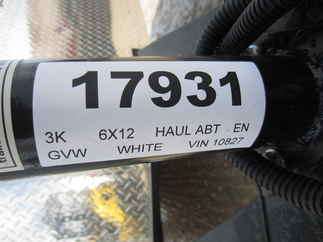 17931
3K 6X12 HAUL ABT . EN
GVW WHITE VIN 10827